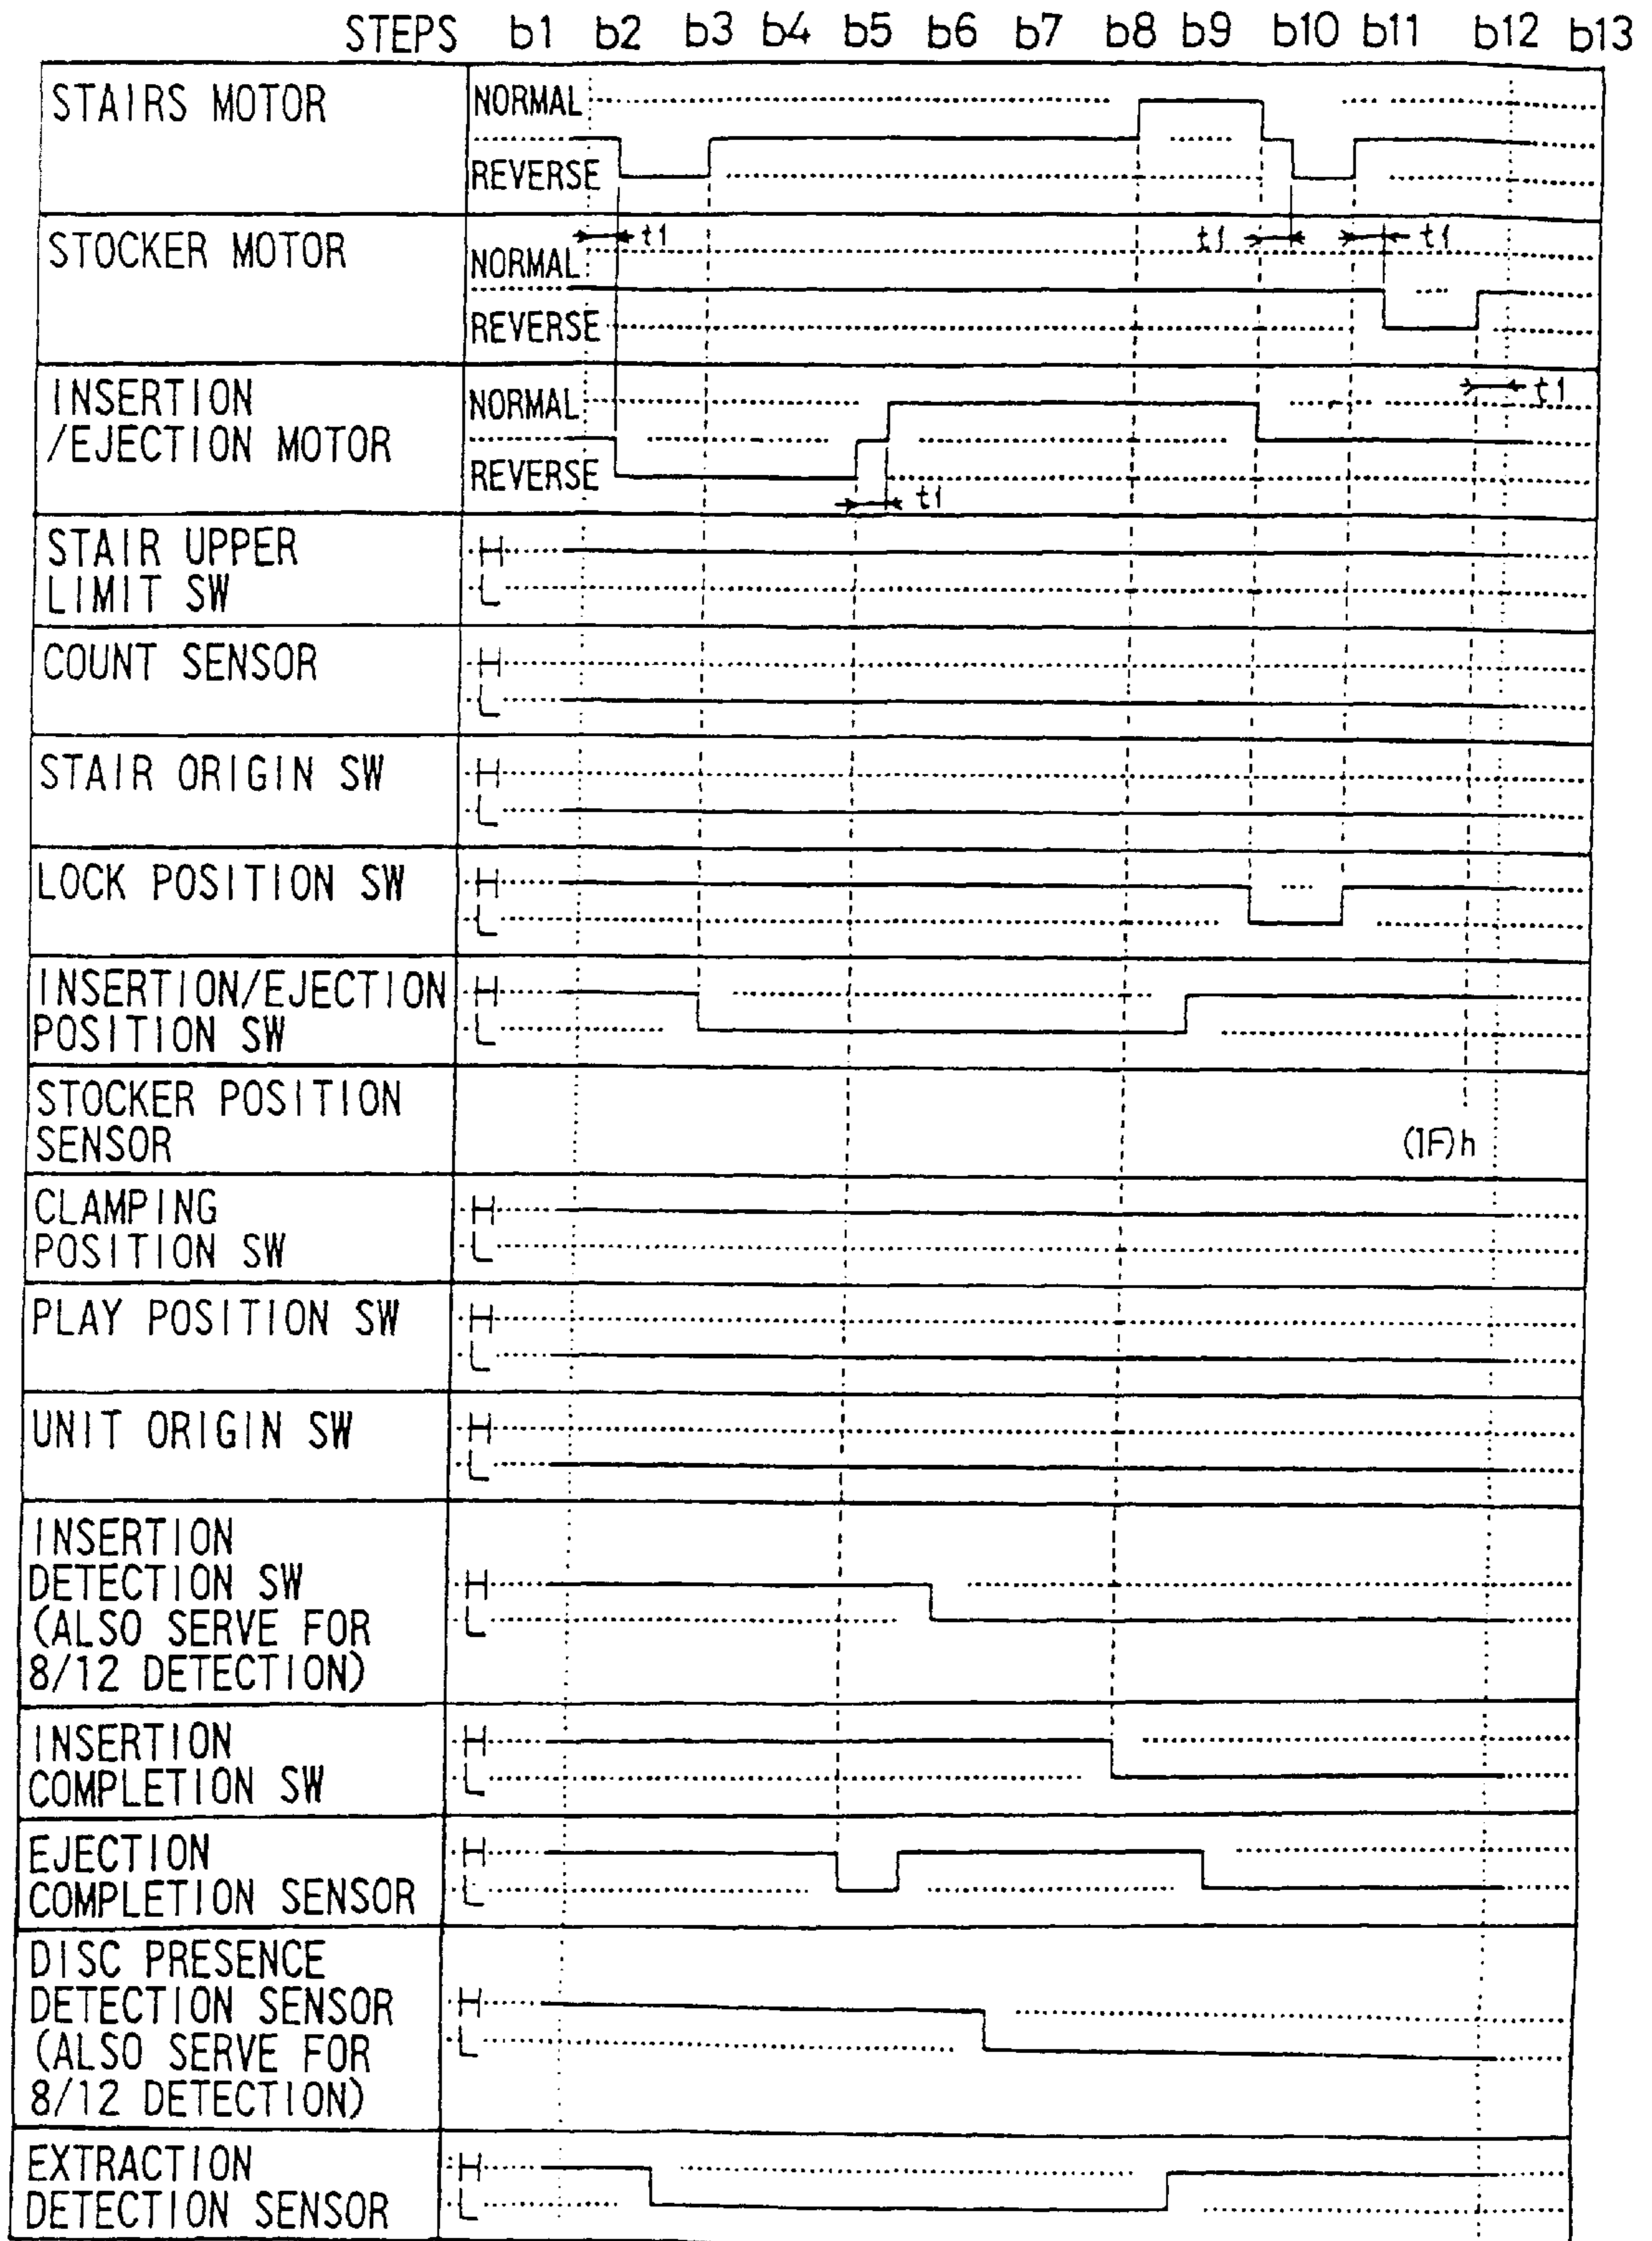 STEPS b1 b2 b3 b4 b5 b6 b7 b8 b9 b10 b11 b12 b13
STAIRS MOTOR
NORMAL
REVERSE
STOCKER MOTOR
t1
t1
t1
NORMAL
REVERSE
INSERTION
/EJECTION MOTOR
NORMAL
t1
REVERSE
t1
STAIR UPPER
LIMIT SW
H
L
COUNT SENSOR
H
L
STAIR ORIGIN SW
H
L
LOCK POSITION SW
H
L
INSERTION/EJECTION
POSITION SW
H
L
STOCKER POSITION
SENSOR
(1F)h
CLAMPING
POSITION SW
H
L
PLAY POSITION SW
H
L
UNIT ORIGIN SW
H
L
INSERTION
DETECTION SW
(ALSO SERVE FOR
8/12 DETECTION)
H
L
INSERTION
COMPLETION SW
H
L
EJECTION
COMPLETION SENSOR
H
L
DISC PRESENCE
DETECTION SENSOR
(ALSO SERVE FOR
8/12 DETECTION)
H
L
EXTRACTION
DETECTION SENSOR
H
L